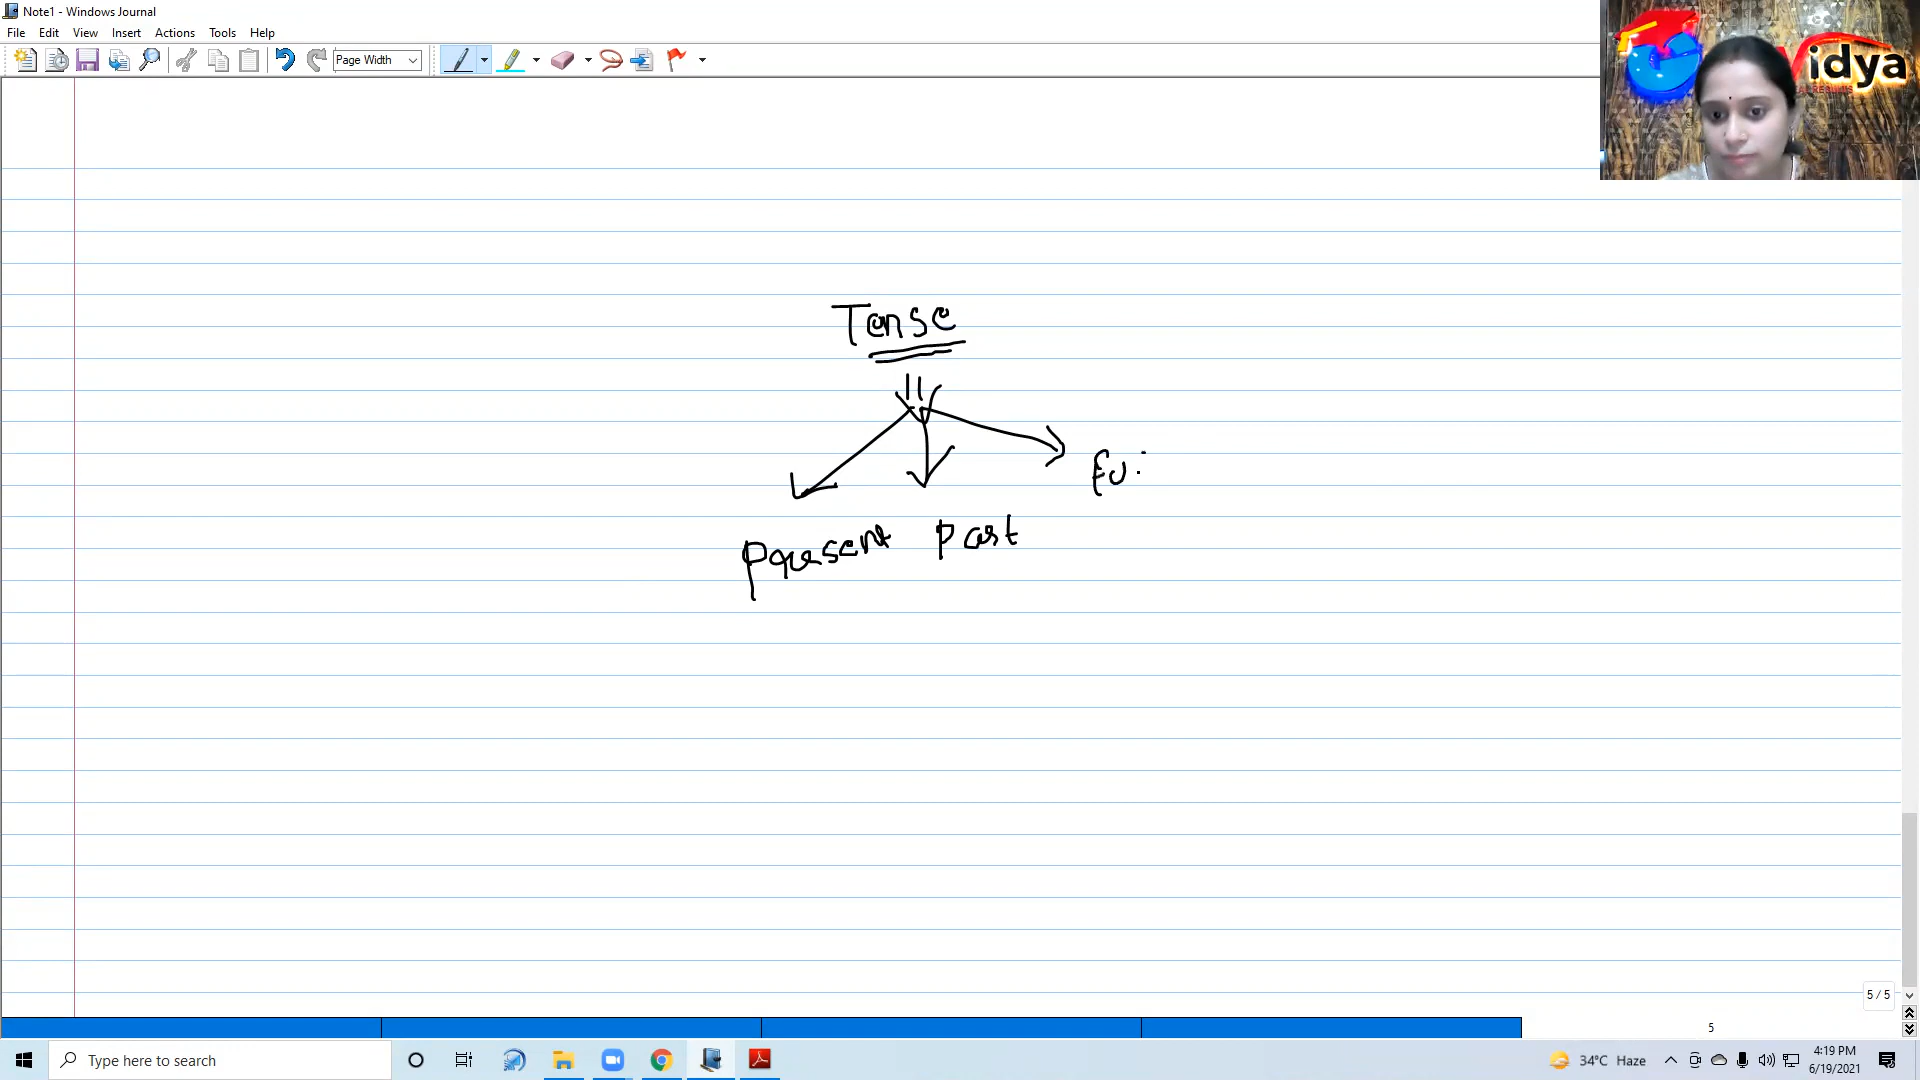 Note1 - Windows Journal
File Edit View Insert Actions Tools Help
Page Width
idya
Tense
fu
present past
5 / 5
5
Type here to search
34°C Haze
4:19 PM
6/19/2021